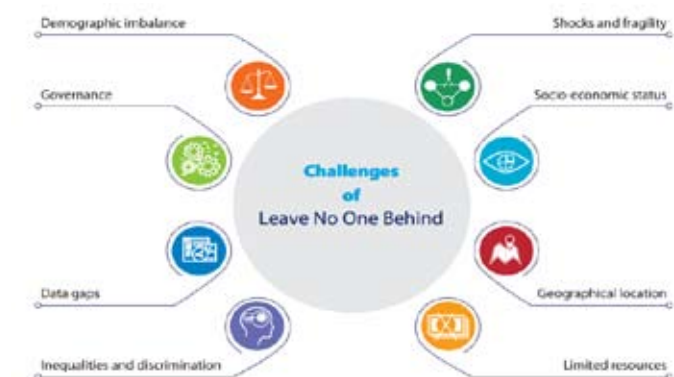 Demographic imbalance
Shocks and fragility
Governance
Socio-economic status
Challenges
of
Leave No One Behind
Data gaps
Geographical location
Inequalities and discrimination
Limited resources